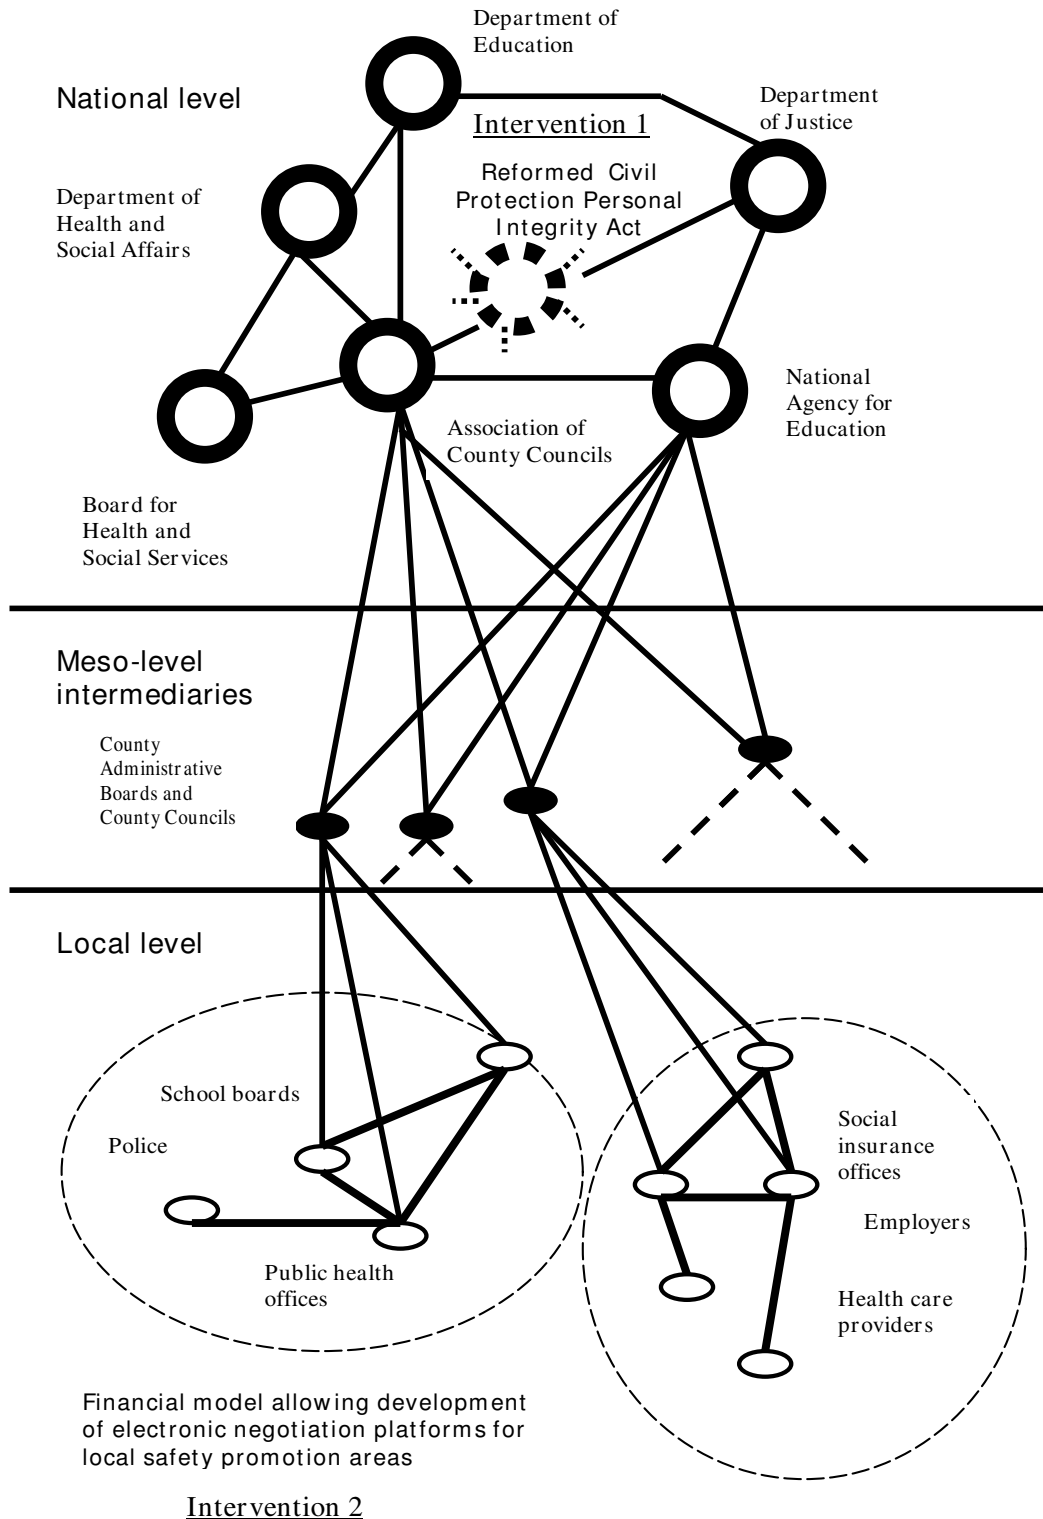 Department of
Education
National level
Department
of Justice
Intervention 1
Reformed Civil
Protection Personal
Integrity Act
Department of
Health and
Social Affairs
National
Agency for
Education
Association of
County Councils
Board for
Health and
Social Services
Meso-level
intermediaries
County
Administrative
Boards and
County Councils
Local level
School boards
Police
Public health
offices
Social
insurance
offices
Employers
Health care
providers
Financial model allowing development
of electronic negotiation platforms for
local safety promotion areas
Intervention 2